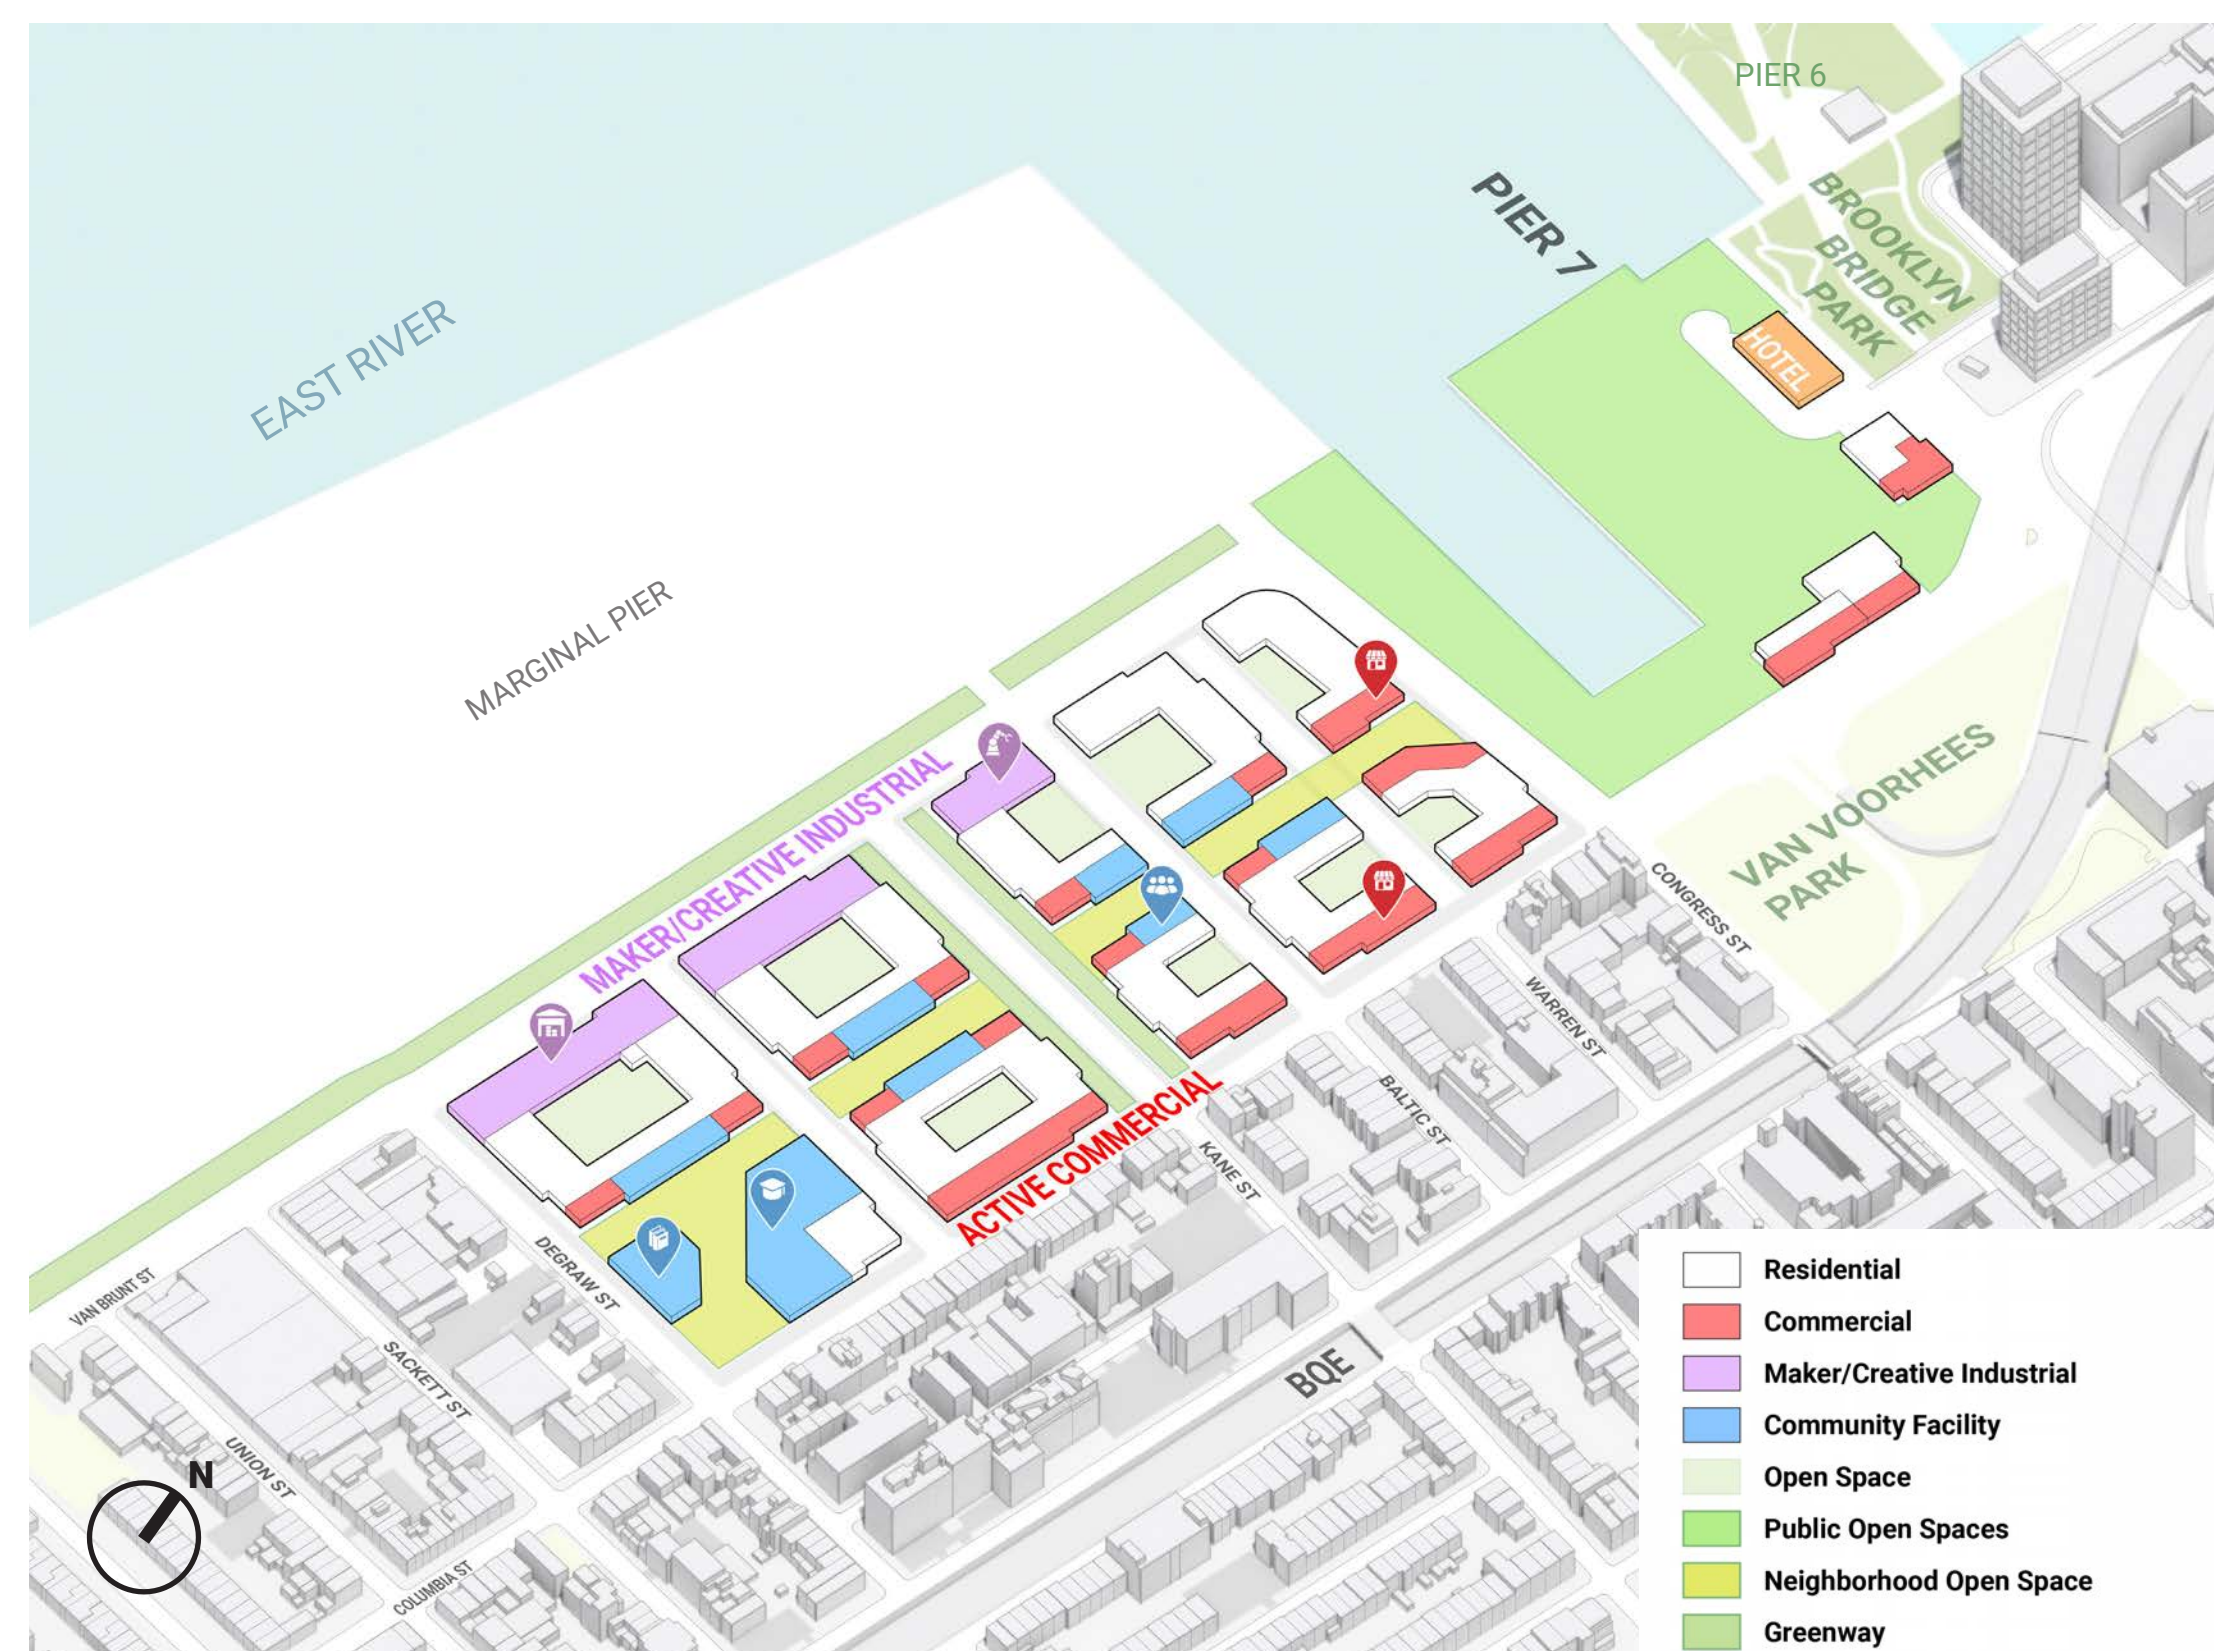 PIER 6
BROOKLYN
BRIDGE
PARK
PIER 7
HOTEL
EAST RIVER
MARGINAL PIER
MAKER/CREATIVE INDUSTRIAL
VAN VOORHEES
PARK
CONGRESS ST
WARREN ST
BALTIC ST
KANE ST
ACTIVE COMMERCIAL
DEGRAW ST
VAN BRUNT ST
SACKETT ST
UNION ST
COLUMBIA ST
BQE
N
Residential
Commercial
Maker/Creative Industrial
Community Facility
Open Space
Public Open Spaces
Neighborhood Open Space
Greenway